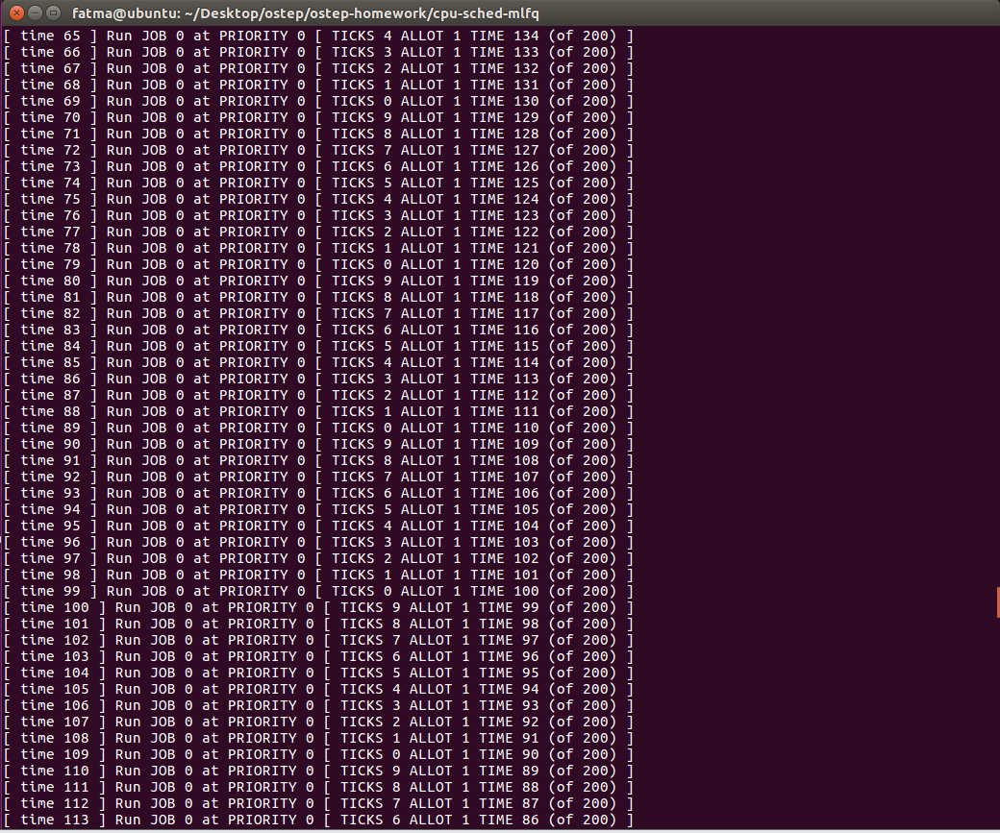 fatma@ubuntu: ~/Desktop/ostep/ostep-homework/cpu-sched-mlfq
[ time 65 ] Run JOB 0 at PRIORITY 0 [ TICKS 4 ALLOT 1 TIME 134 (of 200) ]
[ time 66 ] Run JOB 0 at PRIORITY 0 [ TICKS 3 ALLOT 1 TIME 133 (of 200) ]
[ time 67 ] Run JOB 0 at PRIORITY 0 [ TICKS 2 ALLOT 1 TIME 132 (of 200) ]
[ time 68 ] Run JOB 0 at PRIORITY 0 [ TICKS 1 ALLOT 1 TIME 131 (of 200) ]
[ time 69 ] Run JOB 0 at PRIORITY 0 [ TICKS 0 ALLOT 1 TIME 130 (of 200) ]
[ time 70 ] Run JOB 0 at PRIORITY 0 [ TICKS 9 ALLOT 1 TIME 129 (of 200) ]
[ time 71 ] Run JOB 0 at PRIORITY 0 [ TICKS 8 ALLOT 1 TIME 128 (of 200) ]
[ time 72 ] Run JOB 0 at PRIORITY 0 [ TICKS 7 ALLOT 1 TIME 127 (of 200) ]
[ time 73 ] Run JOB 0 at PRIORITY 0 [ TICKS 6 ALLOT 1 TIME 126 (of 200) ]
[ time 74 ] Run JOB 0 at PRIORITY 0 [ TICKS 5 ALLOT 1 TIME 125 (of 200) ]
[ time 75 ] Run JOB 0 at PRIORITY 0 [ TICKS 4 ALLOT 1 TIME 124 (of 200) ]
[ time 76 ] Run JOB 0 at PRIORITY 0 [ TICKS 3 ALLOT 1 TIME 123 (of 200) ]
[ time 77 ] Run JOB 0 at PRIORITY 0 [ TICKS 2 ALLOT 1 TIME 122 (of 200) ]
[ time 78 ] Run JOB 0 at PRIORITY 0 [ TICKS 1 ALLOT 1 TIME 121 (of 200) ]
[ time 79 ] Run JOB 0 at PRIORITY 0 [ TICKS 0 ALLOT 1 TIME 120 (of 200) ]
[ time 80 ] Run JOB 0 at PRIORITY 0 [ TICKS 9 ALLOT 1 TIME 119 (of 200) ]
[ time 81 ] Run JOB 0 at PRIORITY 0 [ TICKS 8 ALLOT 1 TIME 118 (of 200) ]
[ time 82 ] Run JOB 0 at PRIORITY 0 [ TICKS 7 ALLOT 1 TIME 117 (of 200) ]
[ time 83 ] Run JOB 0 at PRIORITY 0 [ TICKS 6 ALLOT 1 TIME 116 (of 200) ]
[ time 84 ] Run JOB 0 at PRIORITY 0 [ TICKS 5 ALLOT 1 TIME 115 (of 200) ]
[ time 85 ] Run JOB 0 at PRIORITY 0 [ TICKS 4 ALLOT 1 TIME 114 (of 200) ]
[ time 86 ] Run JOB 0 at PRIORITY 0 [ TICKS 3 ALLOT 1 TIME 113 (of 200) ]
[ time 87 ] Run JOB 0 at PRIORITY 0 [ TICKS 2 ALLOT 1 TIME 112 (of 200) ]
[ time 88 ] Run JOB 0 at PRIORITY 0 [ TICKS 1 ALLOT 1 TIME 111 (of 200) ]
[ time 89 ] Run JOB 0 at PRIORITY 0 [ TICKS 0 ALLOT 1 TIME 110 (of 200) ]
[ time 90 ] Run JOB 0 at PRIORITY 0 [ TICKS 9 ALLOT 1 TIME 109 (of 200) ]
[ time 91 ] Run JOB 0 at PRIORITY 0 [ TICKS 8 ALLOT 1 TIME 108 (of 200) ]
[ time 92 ] Run JOB 0 at PRIORITY 0 [ TICKS 7 ALLOT 1 TIME 107 (of 200) ]
[ time 93 ] Run JOB 0 at PRIORITY 0 [ TICKS 6 ALLOT 1 TIME 106 (of 200) ]
[ time 94 ] Run JOB 0 at PRIORITY 0 [ TICKS 5 ALLOT 1 TIME 105 (of 200) ]
[ time 95 ] Run JOB 0 at PRIORITY 0 [ TICKS 4 ALLOT 1 TIME 104 (of 200) ]
[ time 96 ] Run JOB 0 at PRIORITY 0 [ TICKS 3 ALLOT 1 TIME 103 (of 200) ]
[ time 97 ] Run JOB 0 at PRIORITY 0 [ TICKS 2 ALLOT 1 TIME 102 (of 200) ]
[ time 98 ] Run JOB 0 at PRIORITY 0 [ TICKS 1 ALLOT 1 TIME 101 (of 200) ]
[ time 99 ] Run JOB 0 at PRIORITY 0 [ TICKS 0 ALLOT 1 TIME 100 (of 200) ]
[ time 100 ] Run JOB 0 at PRIORITY 0 [ TICKS 9 ALLOT 1 TIME 99 (of 200) ]
[ time 101 ] Run JOB 0 at PRIORITY 0 [ TICKS 8 ALLOT 1 TIME 98 (of 200) ]
[ time 102 ] Run JOB 0 at PRIORITY 0 [ TICKS 7 ALLOT 1 TIME 97 (of 200) ]
[ time 103 ] Run JOB 0 at PRIORITY 0 [ TICKS 6 ALLOT 1 TIME 96 (of 200) ]
[ time 104 ] Run JOB 0 at PRIORITY 0 [ TICKS 5 ALLOT 1 TIME 95 (of 200) ]
[ time 105 ] Run JOB 0 at PRIORITY 0 [ TICKS 4 ALLOT 1 TIME 94 (of 200) ]
[ time 106 ] Run JOB 0 at PRIORITY 0 [ TICKS 3 ALLOT 1 TIME 93 (of 200) ]
[ time 107 ] Run JOB 0 at PRIORITY 0 [ TICKS 2 ALLOT 1 TIME 92 (of 200) ]
[ time 108 ] Run JOB 0 at PRIORITY 0 [ TICKS 1 ALLOT 1 TIME 91 (of 200) ]
[ time 109 ] Run JOB 0 at PRIORITY 0 [ TICKS 0 ALLOT 1 TIME 90 (of 200) ]
[ time 110 ] Run JOB 0 at PRIORITY 0 [ TICKS 9 ALLOT 1 TIME 89 (of 200) ]
[ time 111 ] Run JOB 0 at PRIORITY 0 [ TICKS 8 ALLOT 1 TIME 88 (of 200) ]
[ time 112 ] Run JOB 0 at PRIORITY 0 [ TICKS 7 ALLOT 1 TIME 87 (of 200) ]
[ time 113 ] Run JOB 0 at PRIORITY 0 [ TICKS 6 ALLOT 1 TIME 86 (of 200) ]